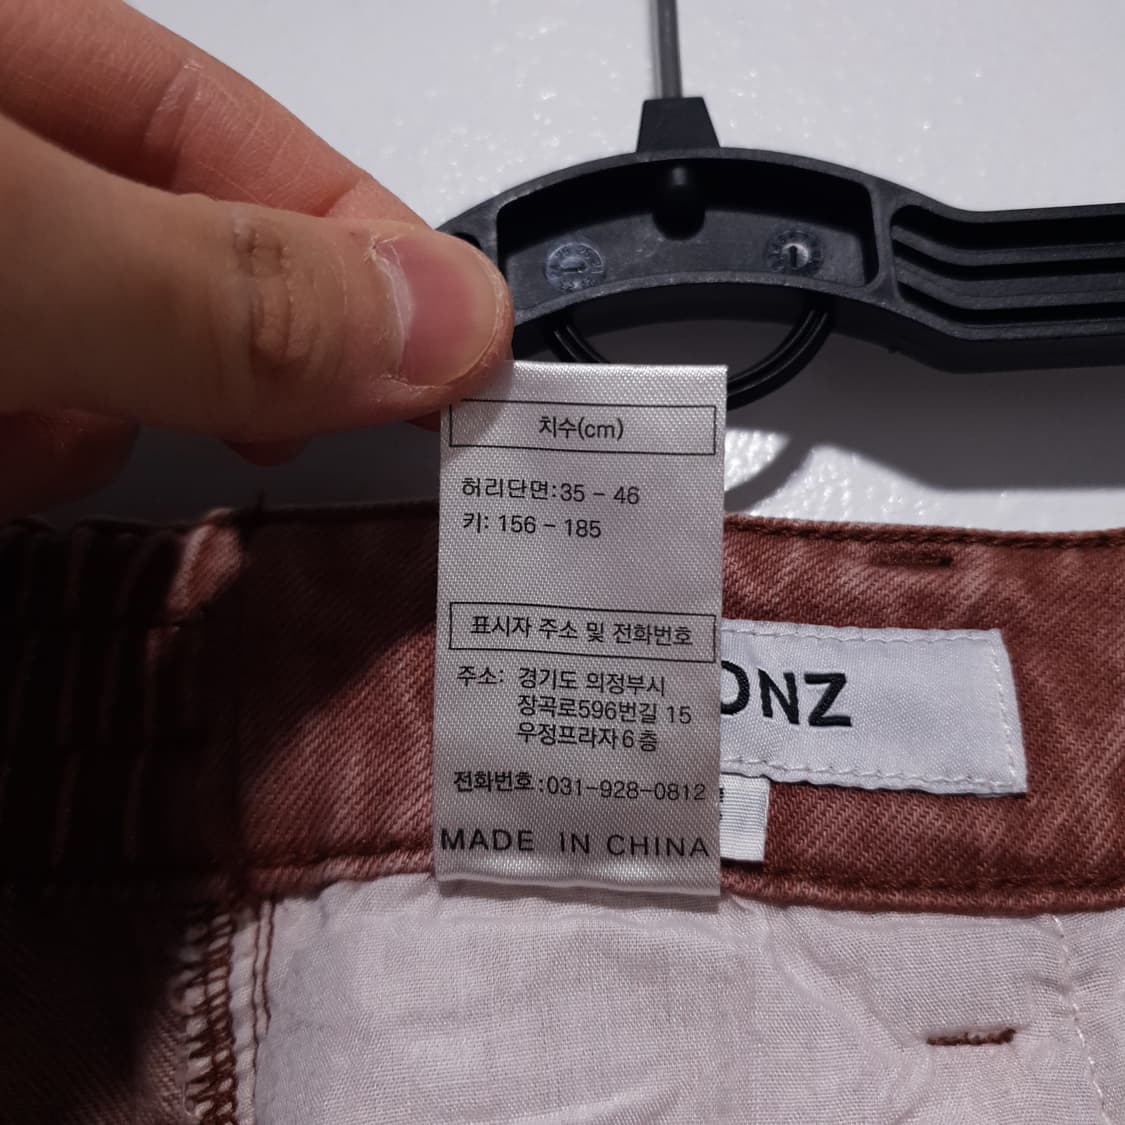 치수(cm)
허리단면:35 - 46
키: 156 - 185
표시자 주소 및 전화번호
주소: 경기도 의정부시
장곡로596번길 15
우정프라자 6층
전화번호:031-928-0812
MADE IN CHINA
ONZ